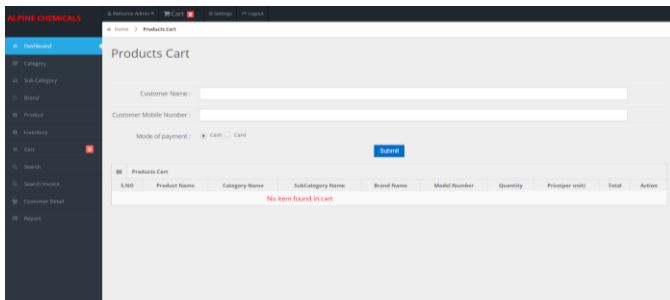 ALPINE CHEMICALS
Welcome Admin Cart 0 Settings Logout
Home > Products Cart
Dashboard
Category
Sub Category
Brand
Product
Inventory
Cart
Search
Search Invoice
Customer Detail
Report
Products Cart
Customer Name :
Customer Mobile Number :
Mode of payment : Cash Card
Submit
Products Cart
S.NO Product Name Category Name SubCategory Name Brand Name Model Number Quantity Price(per unit) Total Action
No item found in cart